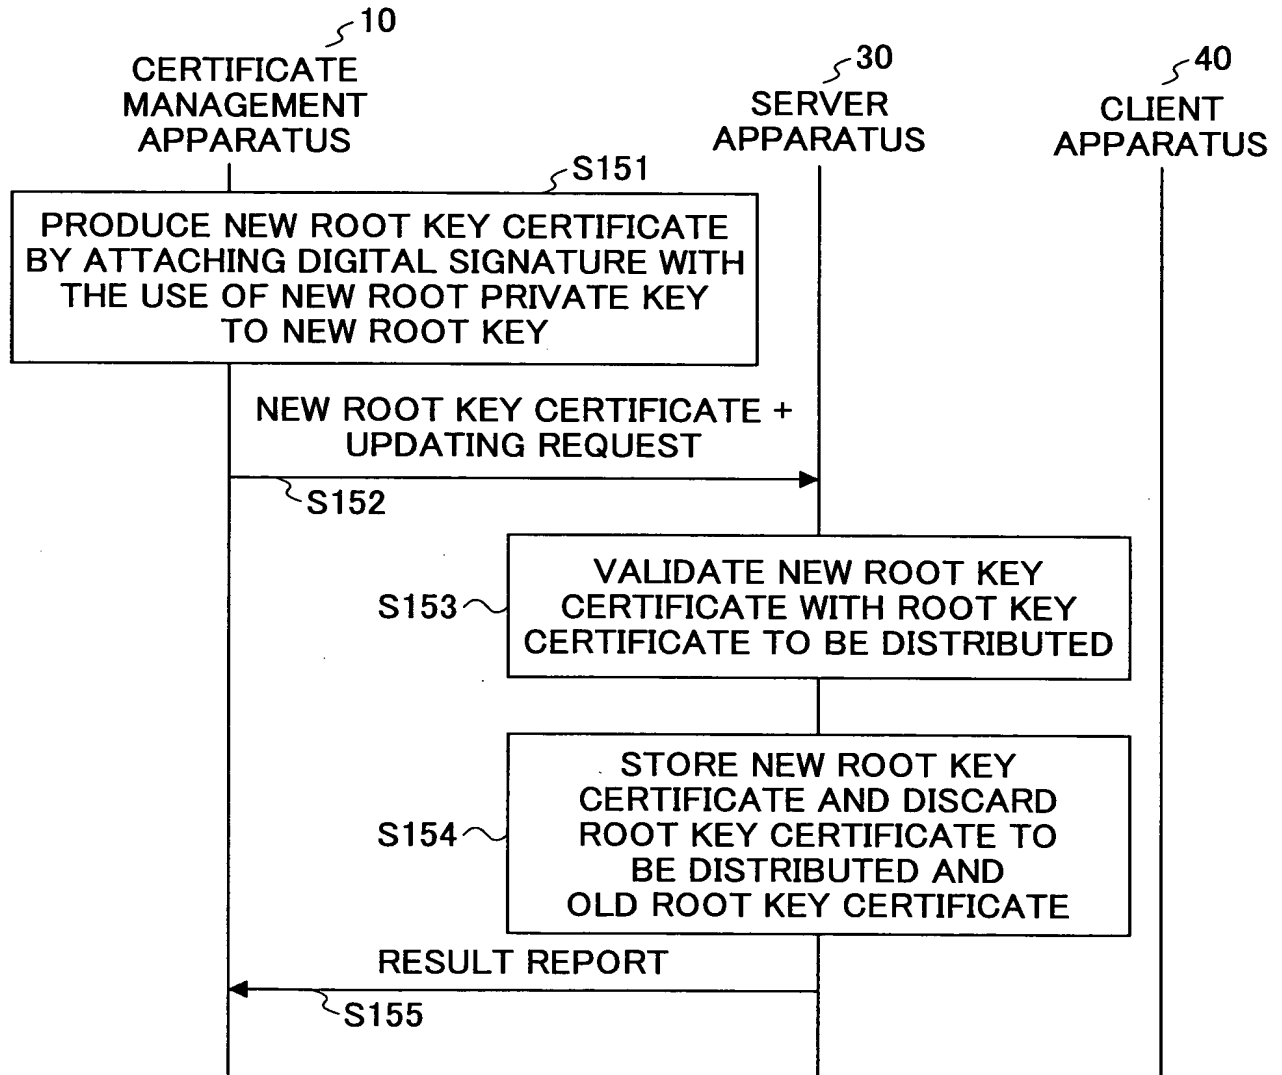 10
CERTIFICATE
MANAGEMENT
APPARATUS
30
SERVER
APPARATUS
40
CLIENT
APPARATUS
S151
PRODUCE NEW ROOT KEY CERTIFICATE
BY ATTACHING DIGITAL SIGNATURE WITH
THE USE OF NEW ROOT PRIVATE KEY
TO NEW ROOT KEY
NEW ROOT KEY CERTIFICATE +
UPDATING REQUEST
S152
S153
VALIDATE NEW ROOT KEY
CERTIFICATE WITH ROOT KEY
CERTIFICATE TO BE DISTRIBUTED
S154
STORE NEW ROOT KEY
CERTIFICATE AND DISCARD
ROOT KEY CERTIFICATE TO
BE DISTRIBUTED AND
OLD ROOT KEY CERTIFICATE
RESULT REPORT
S155